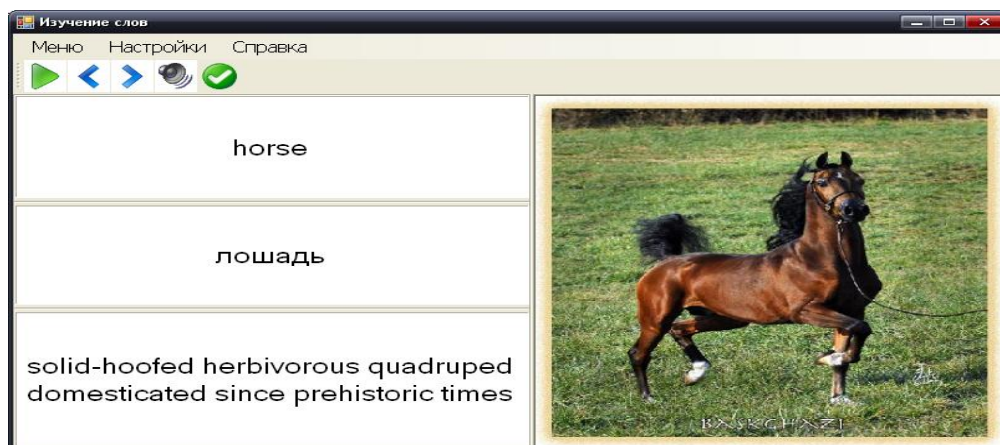 Изучение слов
Меню Настройки Справка
horse
лошадь
solid-hoofed herbivorous quadruped
domesticated since prehistoric times